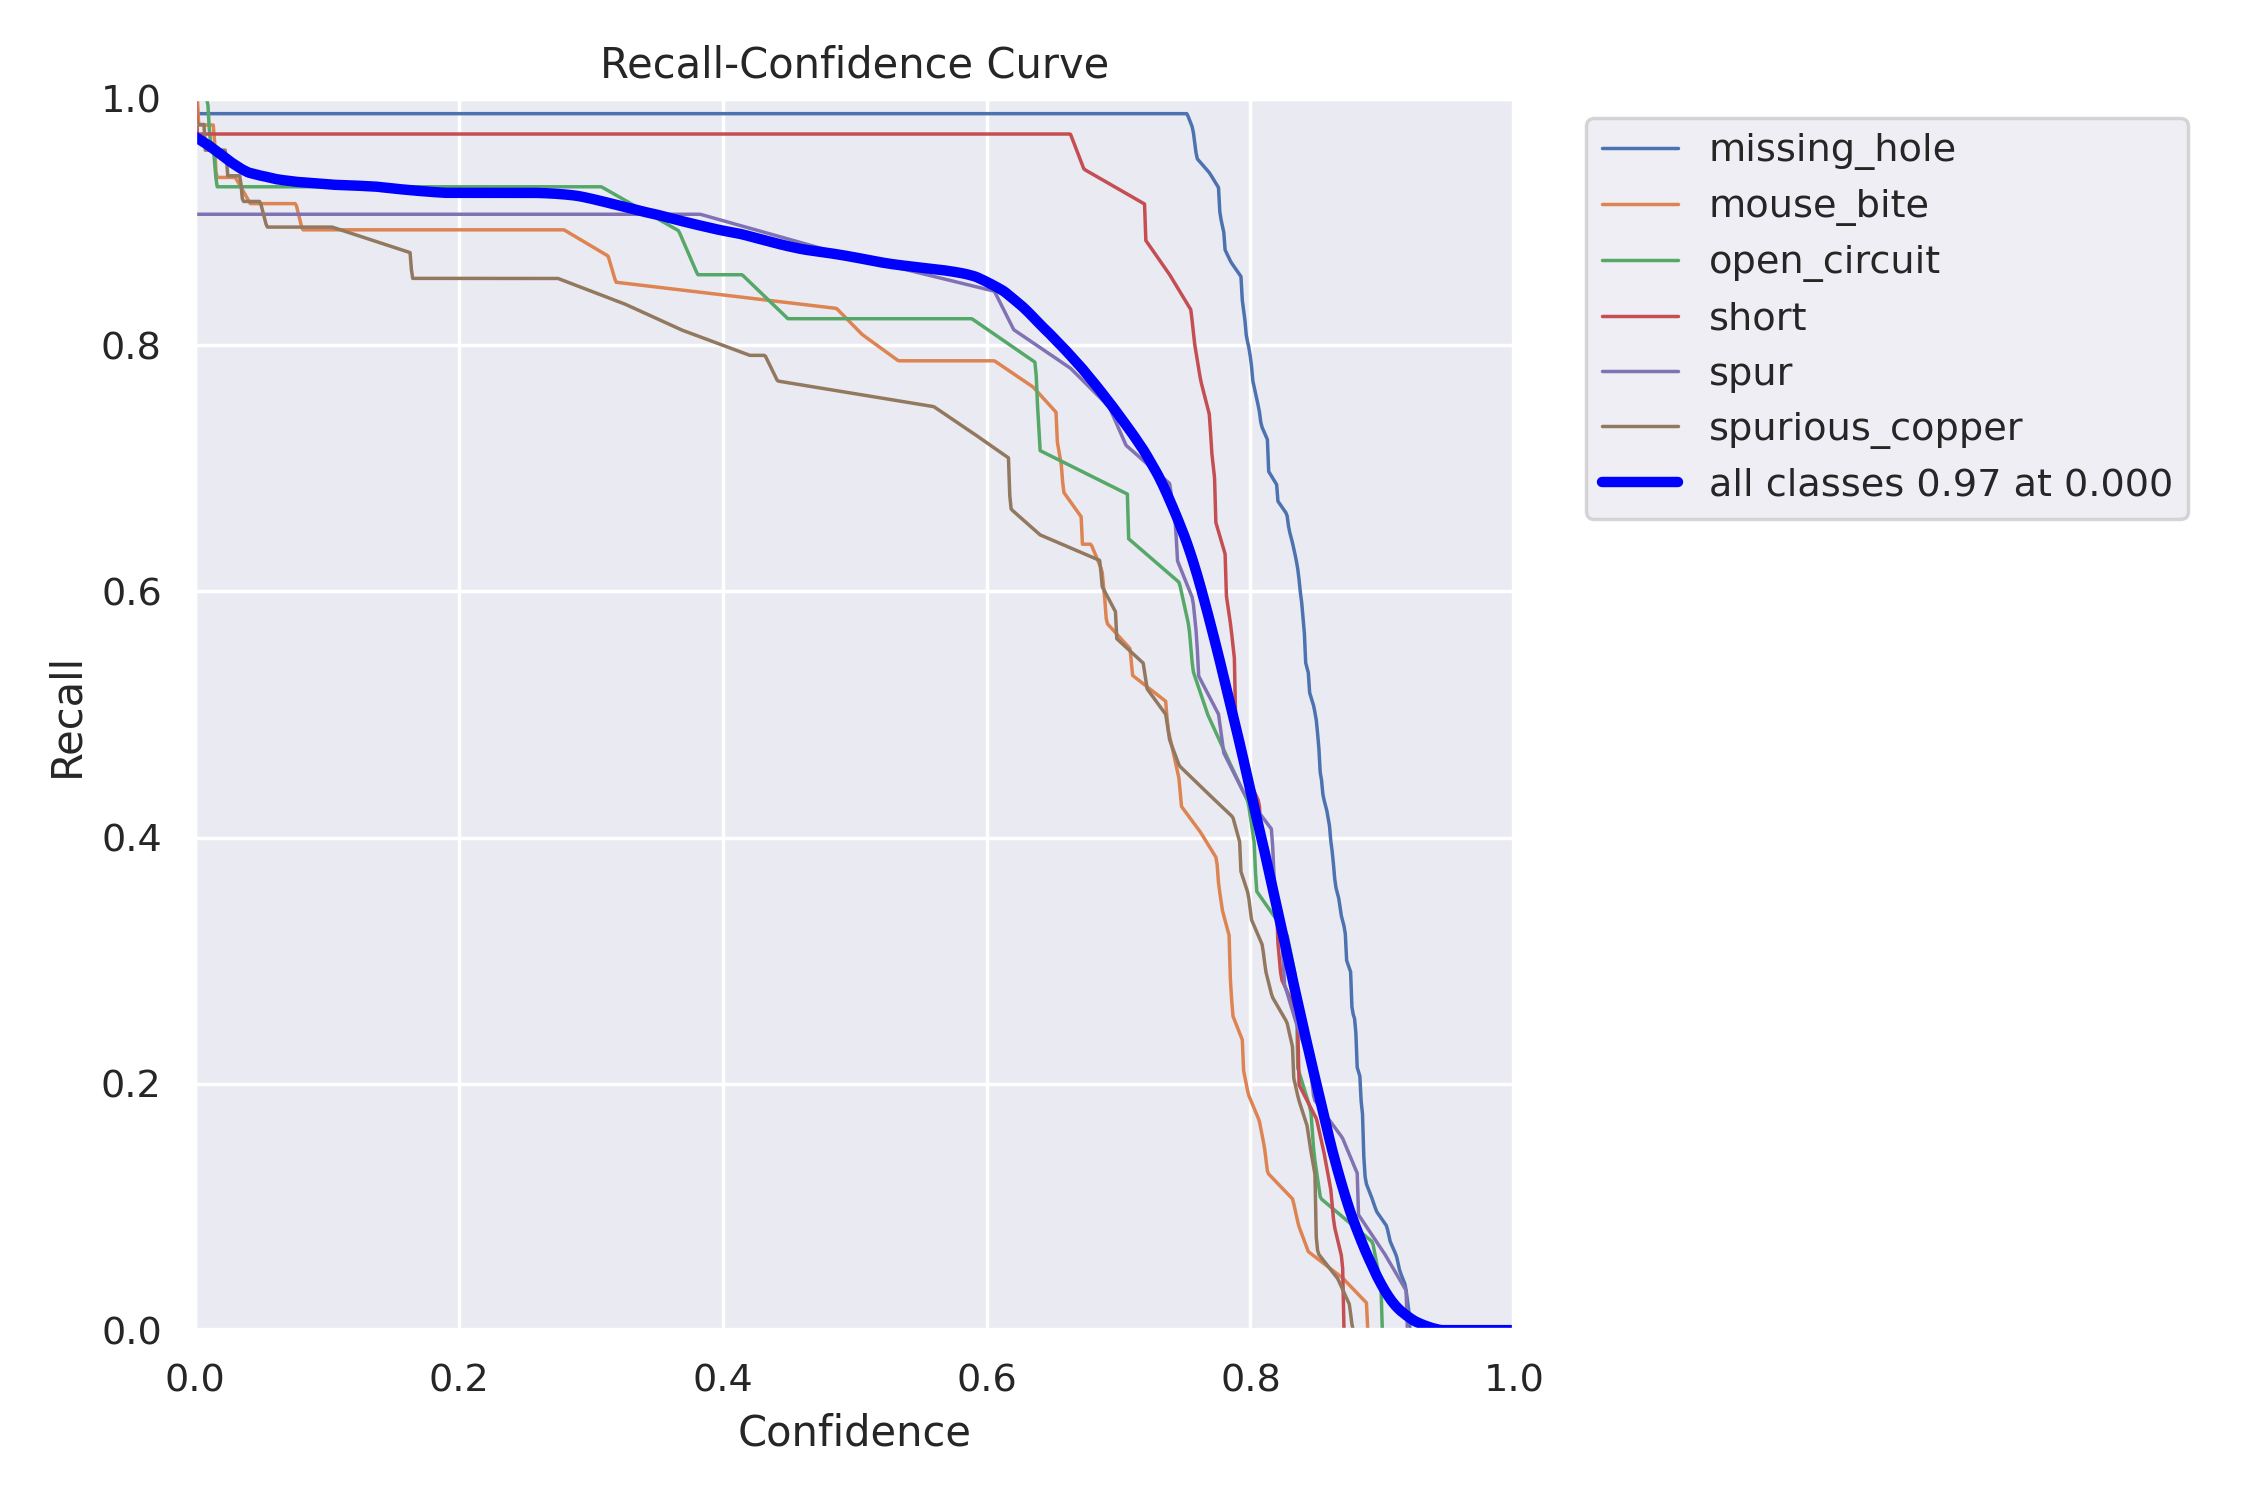 Recall-Confidence Curve
1.0
0.8
0.6
0.4
0.2
0.0
Recall
0.0 0.2 0.4 0.6 0.8 1.0
Confidence
missing_hole
mouse_bite
open_circuit
short
spur
spurious_copper
all classes 0.97 at 0.000